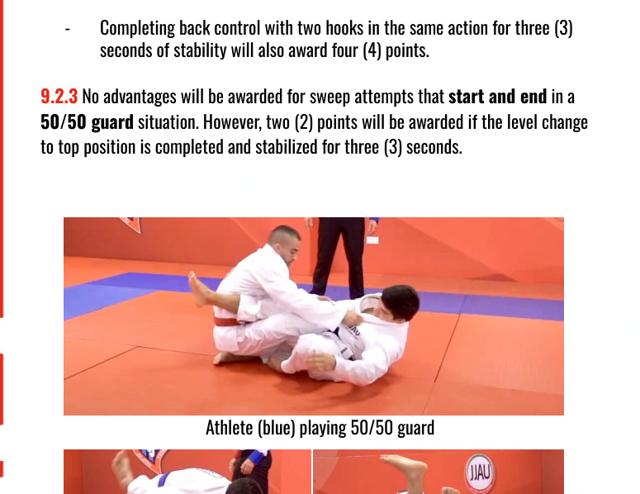 - Completing back control with two hooks in the same action for three (3)
seconds of stability will also award four (4) points.
9.2.3 No advantages will be awarded for sweep attempts that start and end in a
50/50 guard situation. However, two (2) points will be awarded if the level change
to top position is completed and stabilized for three (3) seconds.
JJAU
Athlete (blue) playing 50/50 guard
JJAU